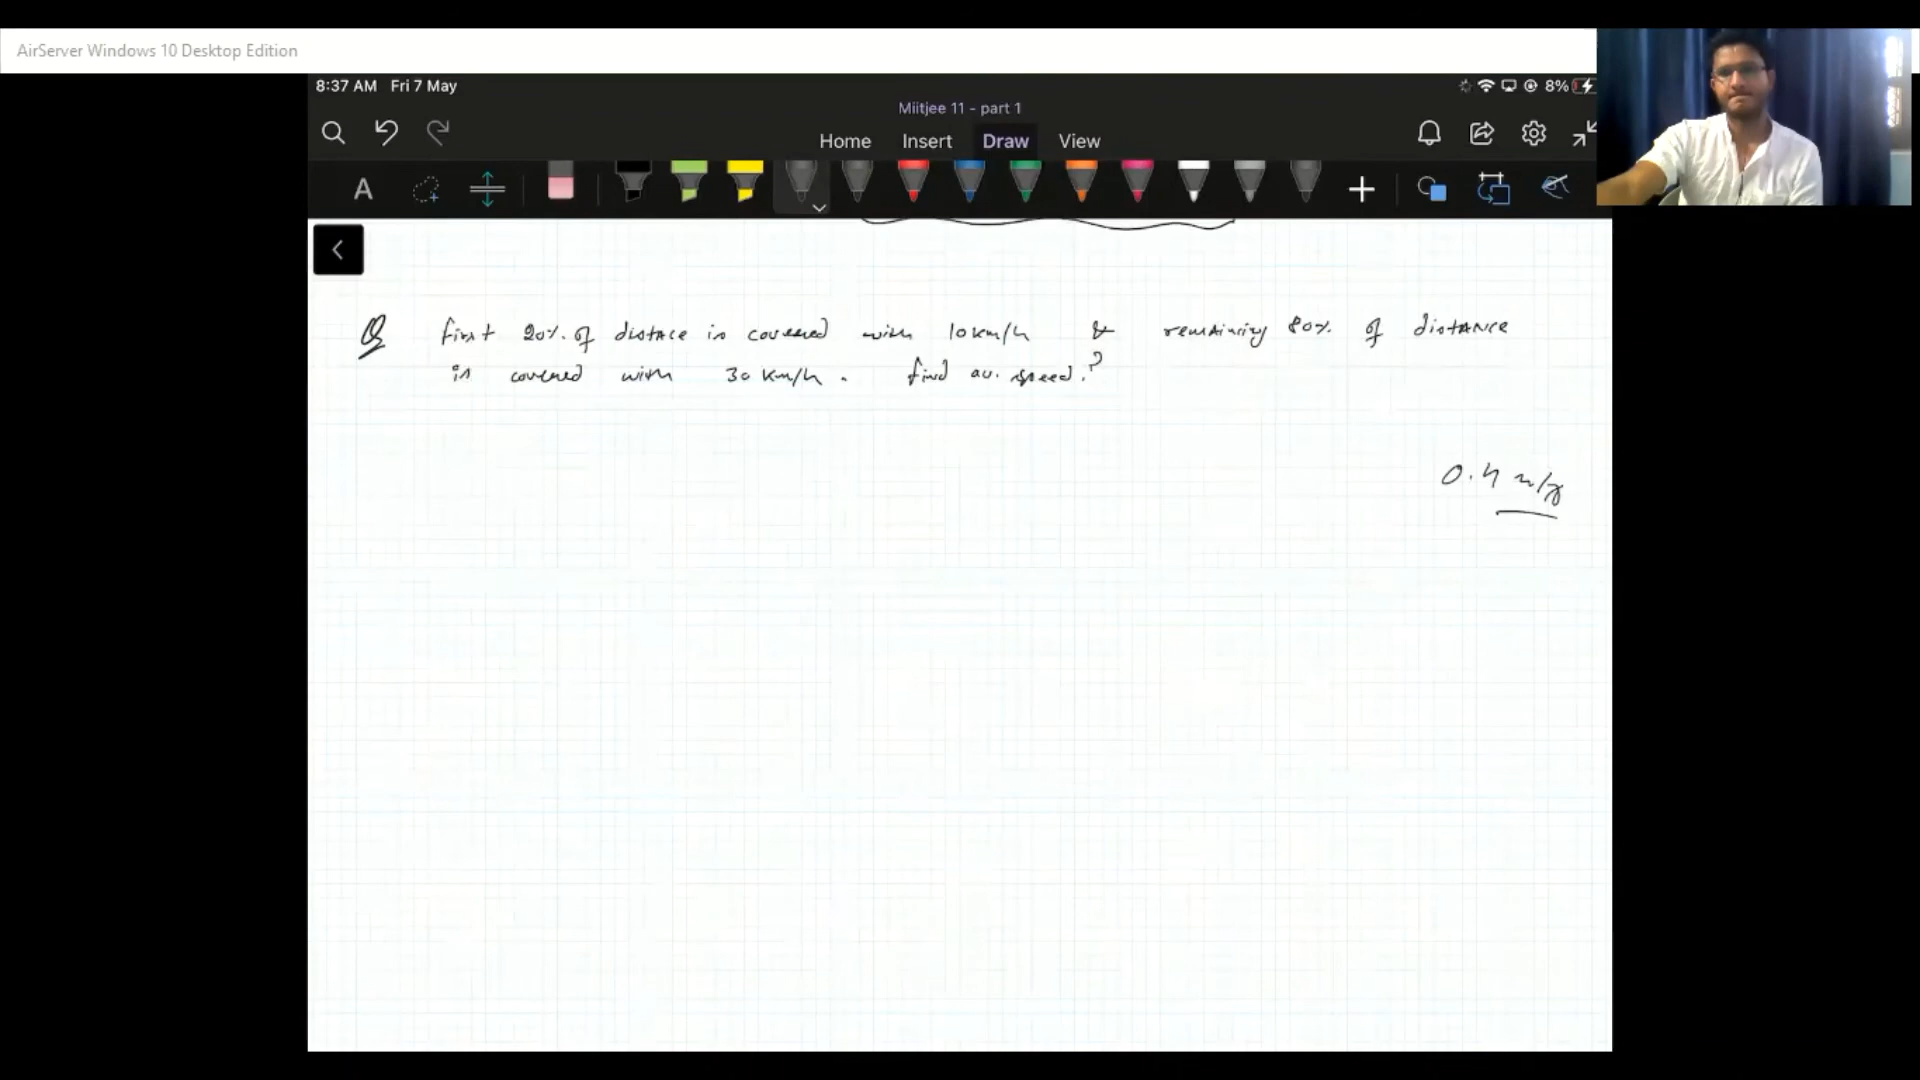 AirServer Windows 10 Desktop Edition
8:37 AM Fri 7 May
8%
Miitjee 11 - part 1
Home Insert Draw View
A
Q First 20% of distace is covered with 10 km/h & remaining 80% of distance
is covered with 30 km/h. find av. speed.?
0.4 m/s